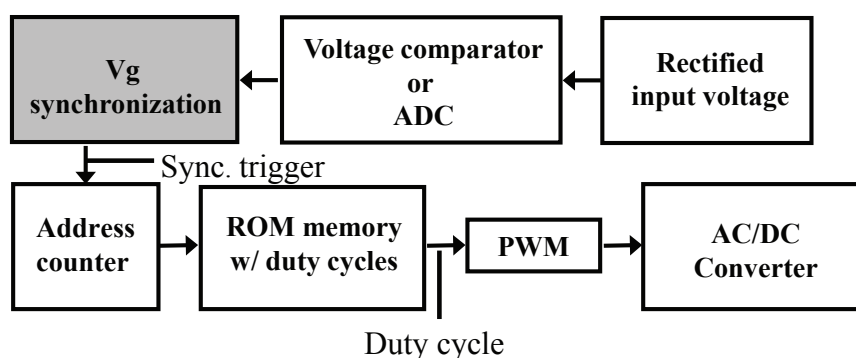 Vg
synchronization
Voltage comparator
or
ADC
Rectified
input voltage
Sync. trigger
Address
counter
ROM memory
w/ duty cycles
PWM
AC/DC
Converter
Duty cycle